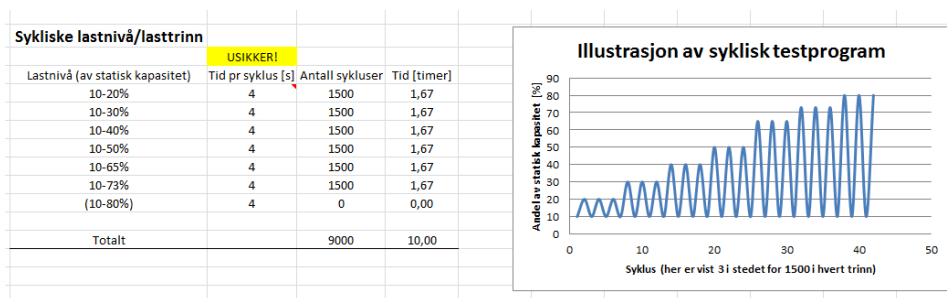 Sykliske lastnivå/lasttrinn
USIKKER!
Lastnivå (av statisk kapasitet) Tid pr syklus [s] Antall sykluser Tid [timer]
10-20% 4 1500 1,67
10-30% 4 1500 1,67
10-40% 4 1500 1,67
10-50% 4 1500 1,67
10-65% 4 1500 1,67
10-73% 4 1500 1,67
(10-80%) 4 0 0,00
Totalt 9000 10,00
Illustrasjon av syklisk testprogram
Andel av statisk kapasitet [%]
90
80
70
60
50
40
30
20
10
0
0 10 20 30 40 50
Syklus (her er vist 3 i stedet for 1500 i hvert trinn)